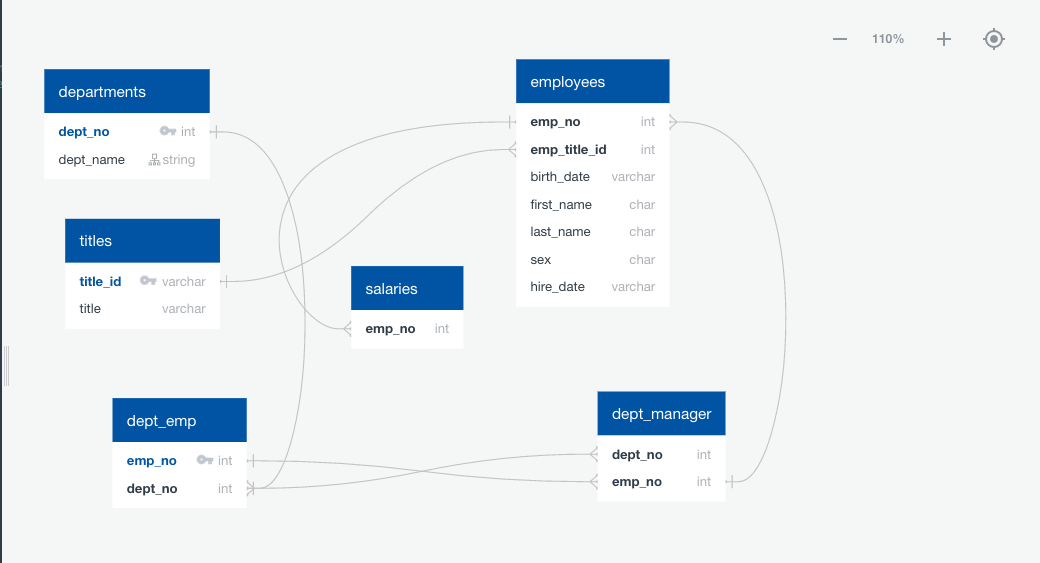 110%
departments
dept_no int
dept_name string
employees
emp_no int
emp_title_id int
birth_date varchar
first_name char
last_name char
sex char
hire_date varchar
titles
title_id varchar
title varchar
salaries
emp_no int
dept_emp
emp_no int
dept_no int
dept_manager
dept_no int
emp_no int